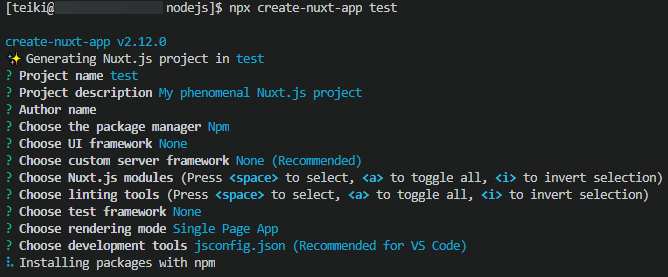 [teiki@ nodejs]$ npx create-nuxt-app test
create-nuxt-app v2.12.0
✨ Generating Nuxt.js project in test
? Project name test
? Project description My phenomenal Nuxt.js project
? Author name
? Choose the package manager Npm
? Choose UI framework None
? Choose custom server framework None (Recommended)
? Choose Nuxt.js modules (Press <space> to select, <a> to toggle all, <i> to invert selection)
? Choose linting tools (Press <space> to select, <a> to toggle all, <i> to invert selection)
? Choose test framework None
? Choose rendering mode Single Page App
? Choose development tools jsconfig.json (Recommended for VS Code)
⠧ Installing packages with npm